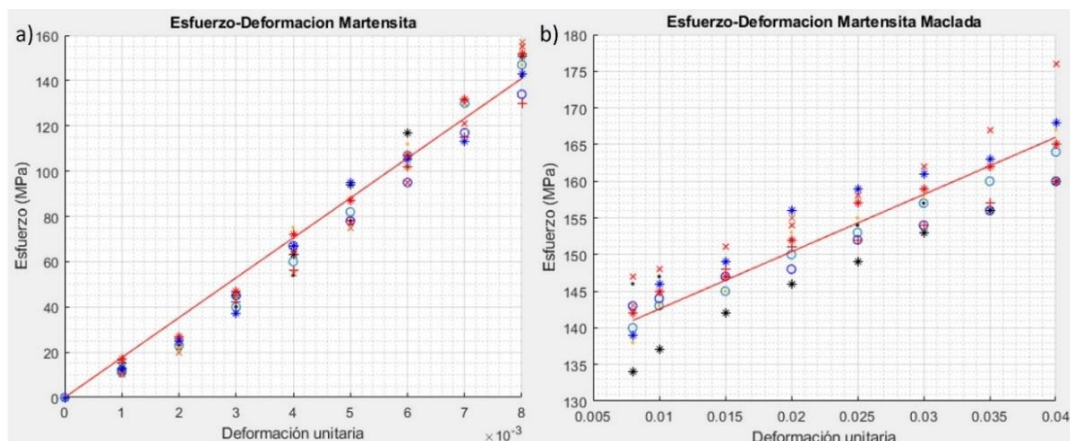 a)
Esfuerzo-Deformacion Martensita
Esfuerzo (MPa)
160
140
120
100
80
60
40
20
0
0 1 2 3 4 5 6 7 8
Deformación unitaria
×10⁻³
b)
Esfuerzo-Deformacion Martensita Maclada
Esfuerzo (MPa)
180
175
170
165
160
155
150
145
140
135
130
0.005 0.01 0.015 0.02 0.025 0.03 0.035 0.04
Deformación unitaria